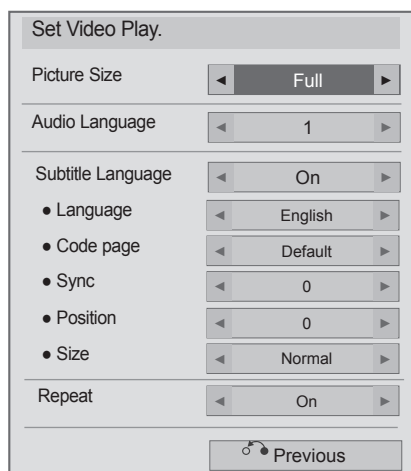 Set Video Play.
Picture Size ◄ Full ►
Audio Language ◄ 1 ►
Subtitle Language ◄ On ►
● Language ◄ English ►
● Code page ◄ Default ►
● Sync ◄ 0 ►
● Position ◄ 0 ►
● Size ◄ Normal ►
Repeat ◄ On ►
Previous